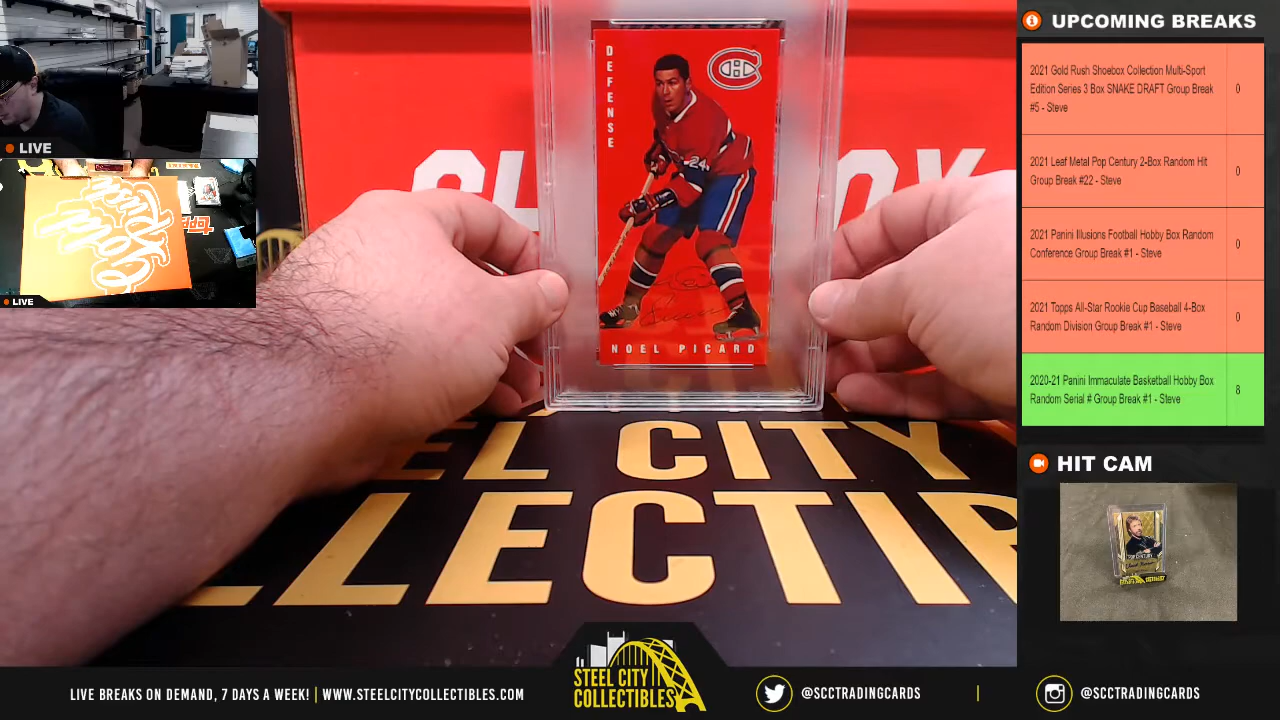 LIVE
LIVE
DEFENSE
24
NOEL PICARD
EL CITY
LLECTIB
UPCOMING BREAKS
2021 Gold Rush Shoebox Collection Multi-Sport
Edition Series 3 Box SNAKE DRAFT Group Break
#5 - Steve
0
2021 Leaf Metal Pop Century 2-Box Random Hit
Group Break #22 - Steve
0
2021 Panini Illusions Football Hobby Box Random
Conference Group Break #1 - Steve
0
2021 Topps All-Star Rookie Cup Baseball 4-Box
Random Division Group Break #1 - Steve
0
2020-21 Panini Immaculate Basketball Hobby Box
Random Serial # Group Break #1 - Steve
8
HIT CAM
POP CENTURY
LIVE BREAKS ON DEMAND, 7 DAYS A WEEK! | WWW.STEELCITYCOLLECTIBLES.COM
STEEL CITY
COLLECTIBLES
@SCCTRADINGCARDS
@SCCTRADINGCARDS